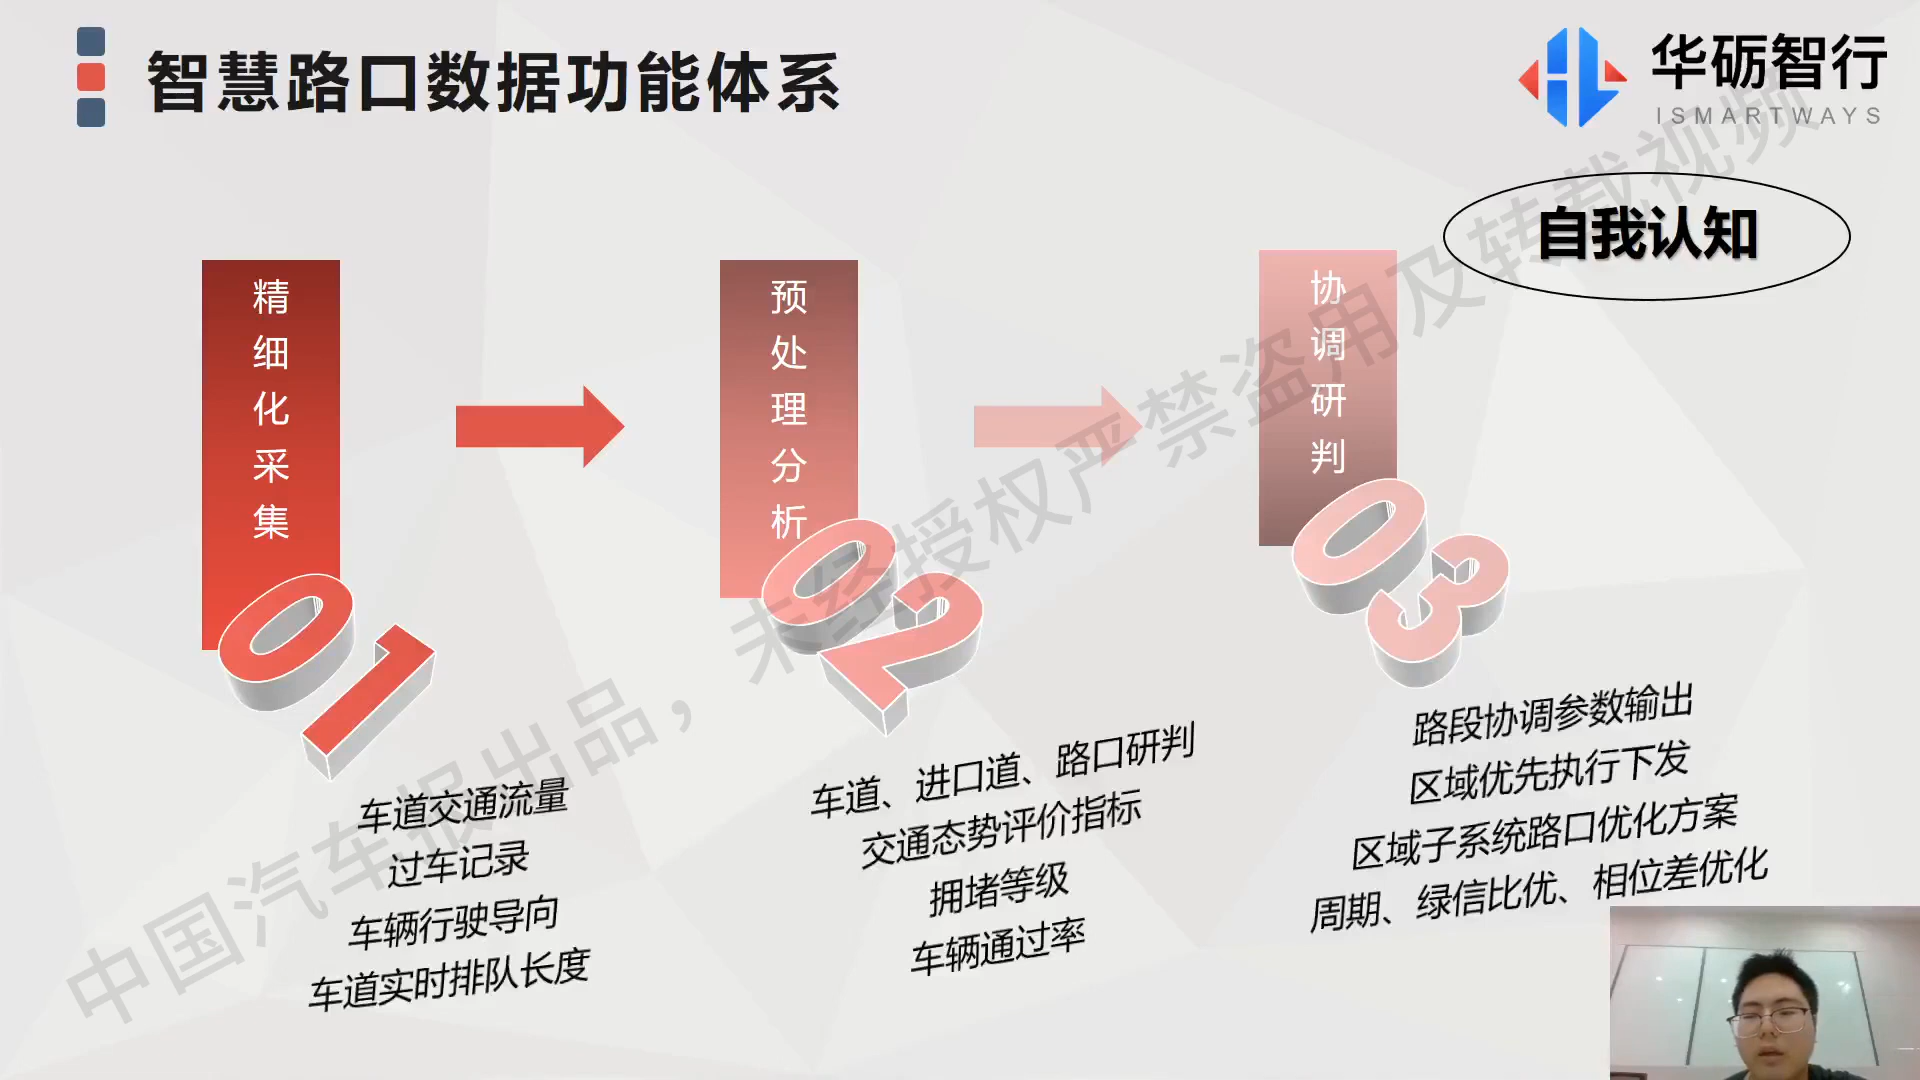 智慧路口数据功能体系
华砺智行
ISMARTWAYS
自我认知
精细化采集
预处理分析
协调研判
01
02
03
车道交通流量
过车记录
车辆行驶导向
车道实时排队长度
车道、进口道、路口研判
交通态势评价指标
拥堵等级
车辆通过率
路段协调参数输出
区域优先执行下发
区域子系统路口优化方案
周期、绿信比优、相位差优化
中国汽车报出品，未经授权严禁盗用及转载视频